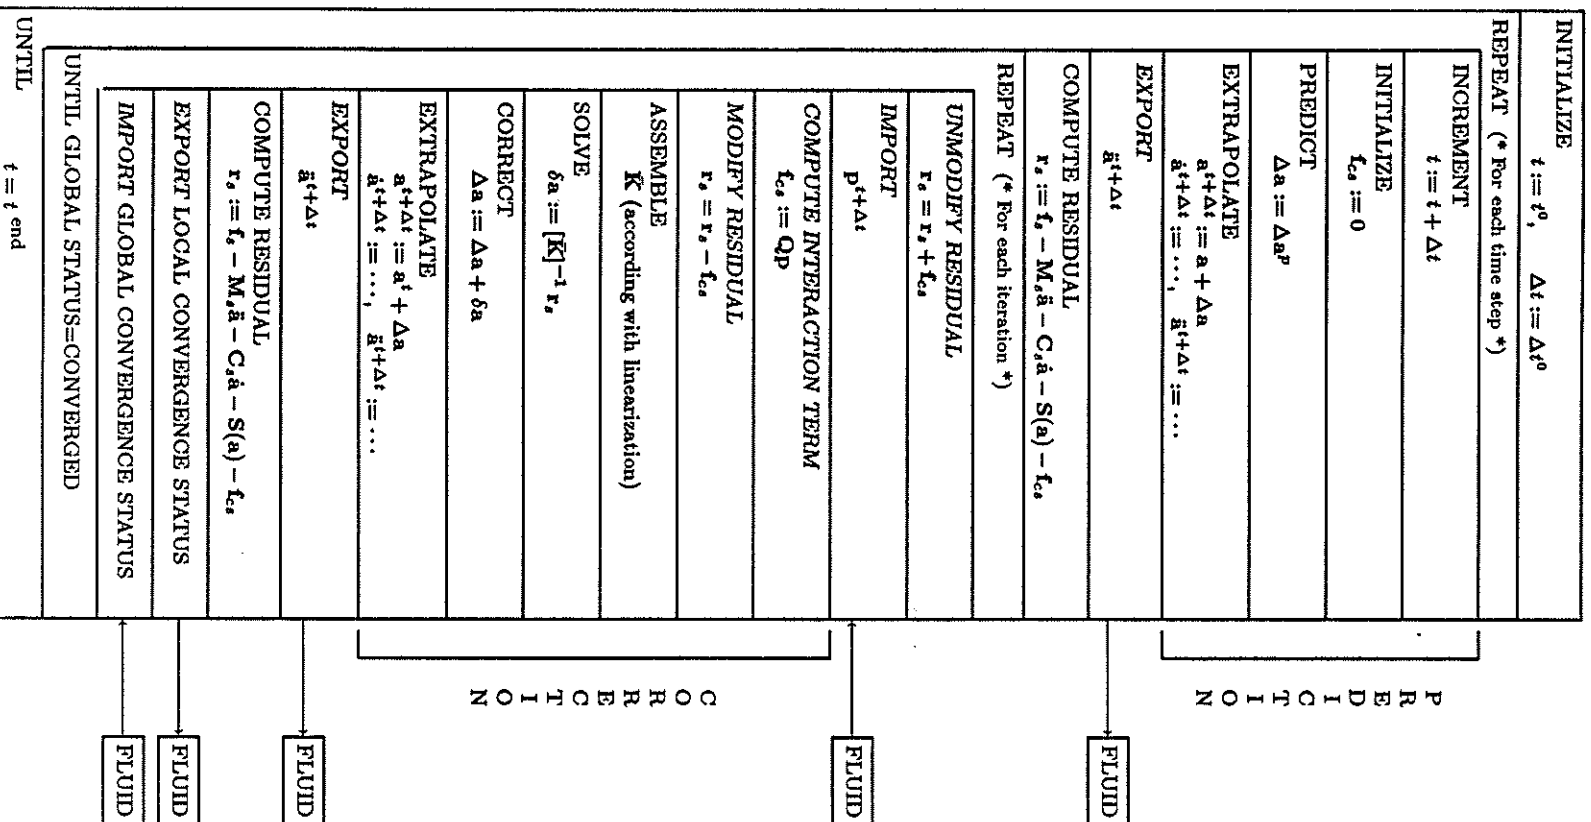 INITIALIZE
t := t⁰,    Δt := Δt⁰
REPEAT (* For each time step *)
INCREMENT
t := t + Δt
INITIALIZE
f_cs := 0
PREDICT
Δa := Δaᵖ
EXTRAPOLATE
a^{t+Δt} := a + Δa
ȧ^{t+Δt} := ⋯,  ä^{t+Δt} := ⋯
PREDICTION
EXPORT
ä^{t+Δt}
FLUID
COMPUTE RESIDUAL
r_s := f_s − M_s ä − C_s ȧ − S(a) − f_cs
REPEAT (* For each iteration *)
UNMODIFY RESIDUAL
r_s = r_s + f_cs
IMPORT
p^{t+Δt}
FLUID
COMPUTE INTERACTION TERM
f_cs := Qp
MODIFY RESIDUAL
r_s = r_s − f_cs
ASSEMBLE
K̄ (according with linearization)
SOLVE
δa := [K̄]⁻¹ r_s
CORRECT
Δa := Δa + δa
EXTRAPOLATE
a^{t+Δt} := a^t + Δa
ȧ^{t+Δt} := ⋯,  ä^{t+Δt} := ⋯
CORRECTION
EXPORT
ä^{t+Δt}
FLUID
COMPUTE RESIDUAL
r_s := f_s − M_s ä − C_s ȧ − S(a) − f_cs
EXPORT LOCAL CONVERGENCE STATUS
FLUID
IMPORT GLOBAL CONVERGENCE STATUS
FLUID
UNTIL GLOBAL STATUS=CONVERGED
UNTIL
t = t end